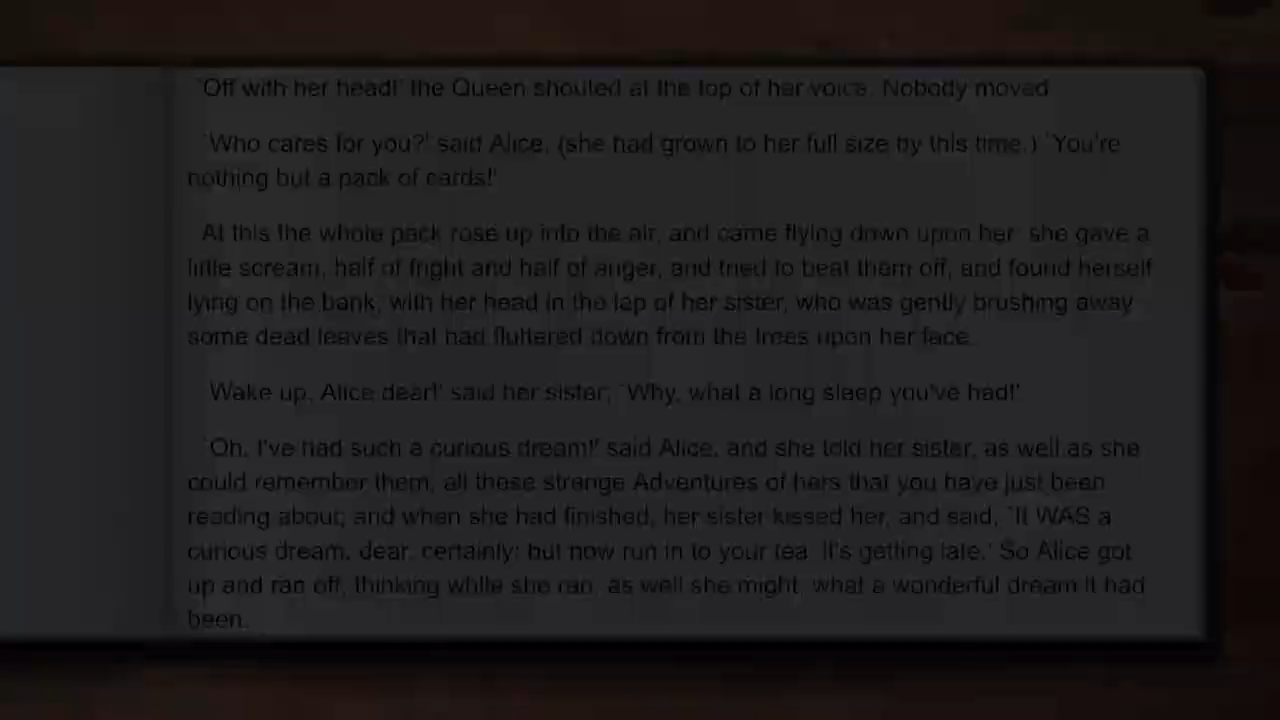 `Off with her head!' the Queen shouted at the top of her voice. Nobody moved
`Who cares for you?' said Alice, (she had grown to her full size by this time.) `You're
nothing but a pack of cards!'
At this the whole pack rose up into the air, and came flying down upon her: she gave a
little scream, half of fright and half of anger, and tried to beat them off, and found herself
lying on the bank, with her head in the lap of her sister, who was gently brushing away
some dead leaves that had fluttered down from the trees upon her face.
`Wake up, Alice dear!' said her sister; `Why, what a long sleep you've had!'
`Oh, I've had such a curious dream!' said Alice, and she told her sister, as well as she
could remember them, all these strange Adventures of hers that you have just been
reading about; and when she had finished, her sister kissed her, and said, `It WAS a
curious dream, dear, certainly: but now run in to your tea; it's getting late.' So Alice got
up and ran off, thinking while she ran, as well she might, what a wonderful dream it had
been.